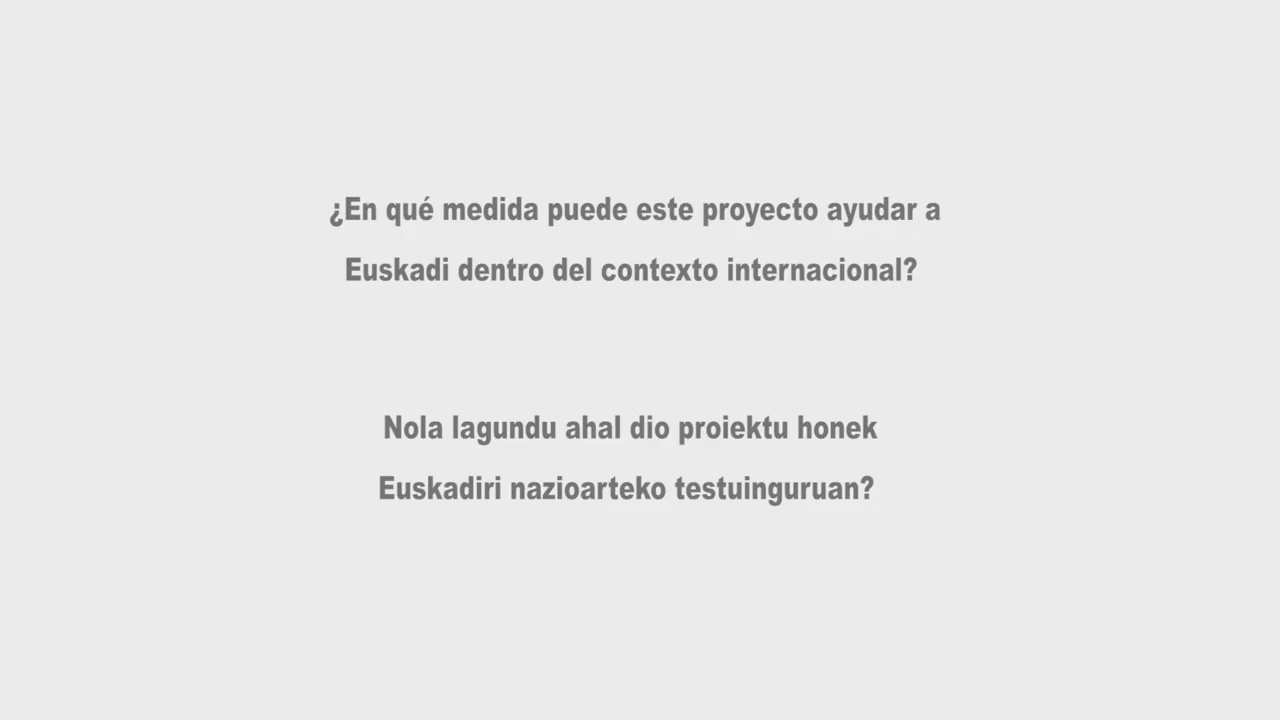 ¿En qué medida puede este proyecto ayudar a
Euskadi dentro del contexto internacional?
Nola lagundu ahal dio proiektu honek
Euskadiri nazioarteko testuinguruan?